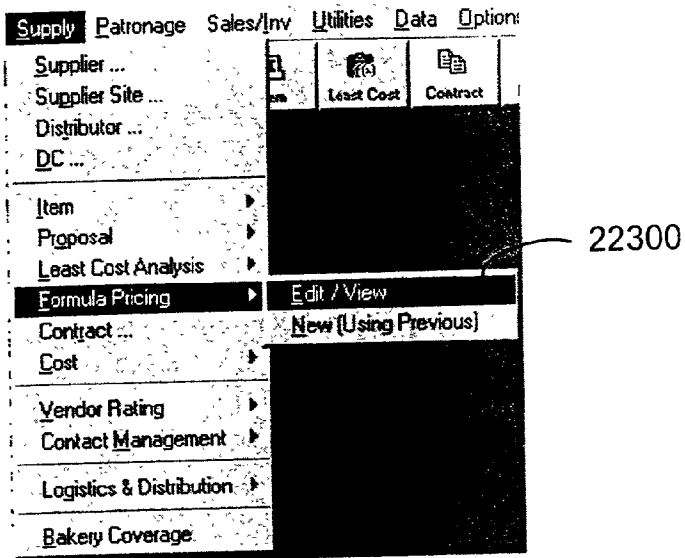 Supply Patronage Sales/Inv Utilities Data Option
Supplier ...
Supplier Site ...
Distributor ...
DC ...
Least Cost Contract
Item
Proposal
Least Cost Analysis
Formula Pricing
Edit / View
22300
New (Using Previous)
Contract ...
Cost
Vendor Rating
Contact Management
Logistics & Distribution
Bakery Coverage